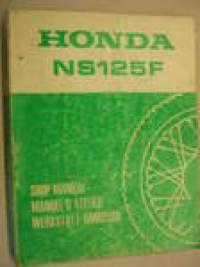 HONDA
NS125F
SHOP MANUAL
MANUEL D'ATELIER
WERKSTATT-HANDBUCH